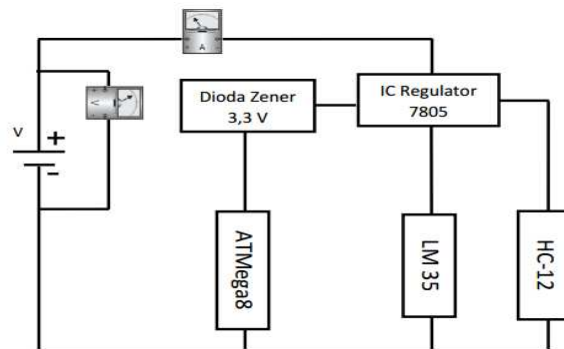 A
V
V
+
-
Dioda Zener
3,3 V
IC Regulator
7805
ATMega8
LM 35
HC-12